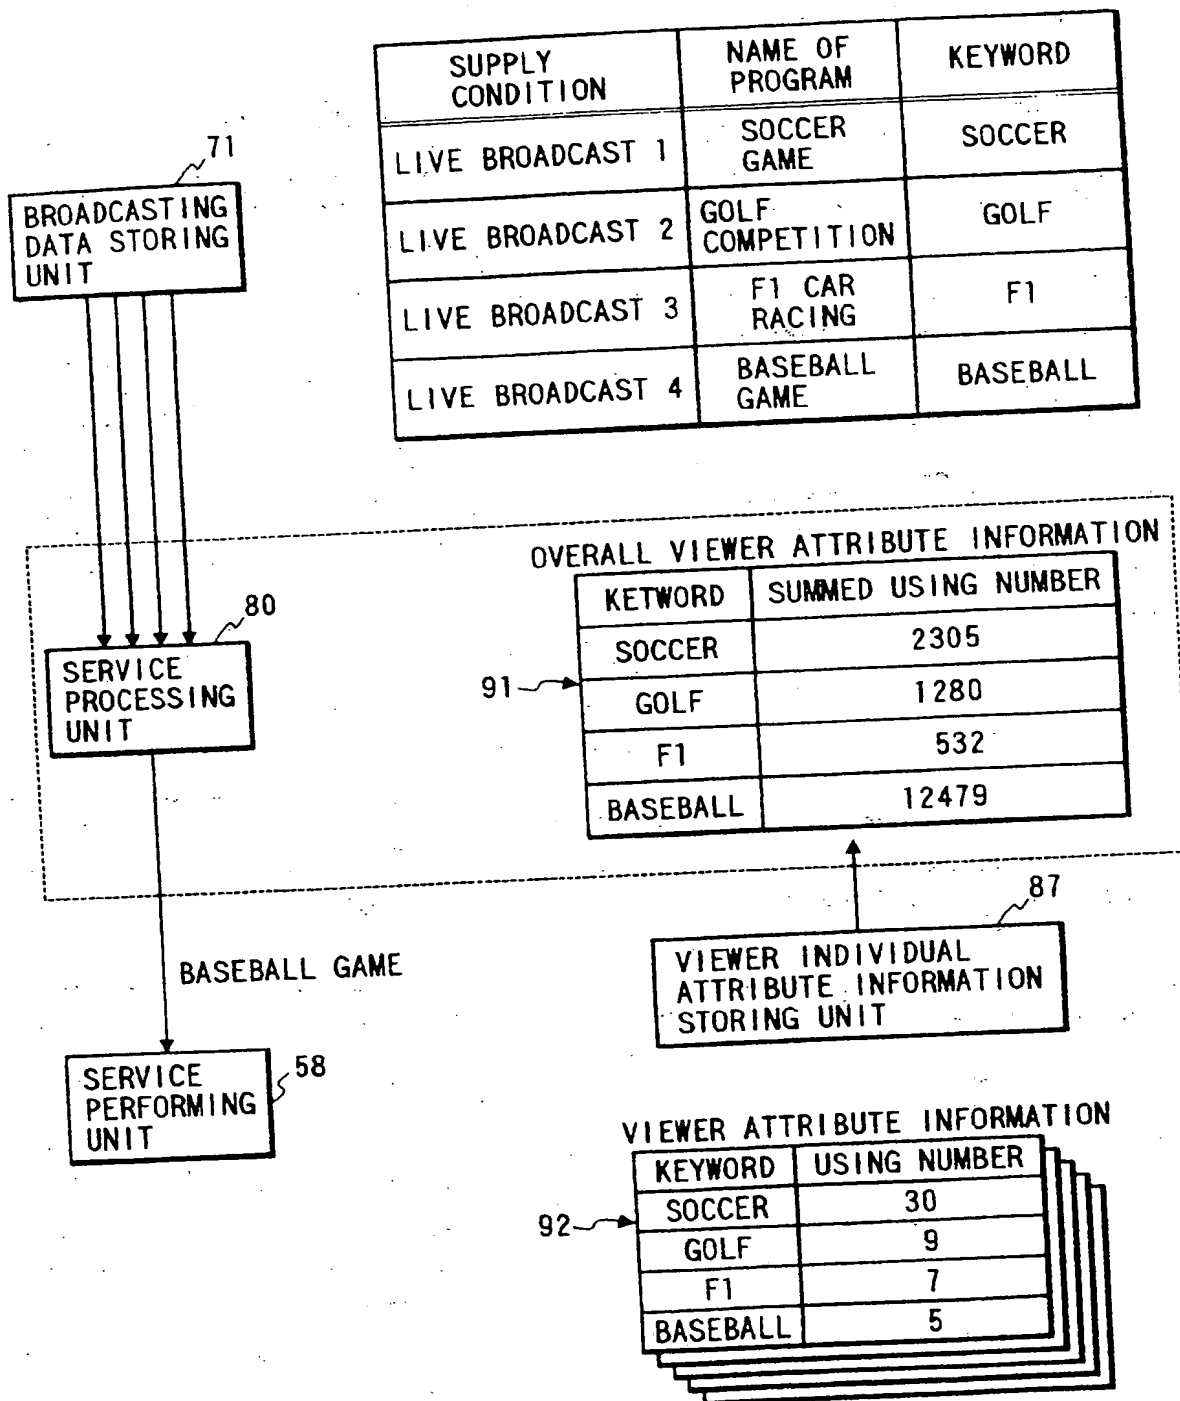 SUPPLY CONDITION
NAME OF PROGRAM
KEYWORD
LIVE BROADCAST 1
SOCCER GAME
SOCCER
LIVE BROADCAST 2
GOLF COMPETITION
GOLF
LIVE BROADCAST 3
F1 CAR RACING
F1
LIVE BROADCAST 4
BASEBALL GAME
BASEBALL
71
BROADCASTING
DATA STORING
UNIT
OVERALL VIEWER ATTRIBUTE INFORMATION
KETWORD SUMMED USING NUMBER
SOCCER 2305
GOLF 1280
F1 532
BASEBALL 12479
91
80
SERVICE
PROCESSING
UNIT
BASEBALL GAME
87
VIEWER INDIVIDUAL
ATTRIBUTE INFORMATION
STORING UNIT
58
SERVICE
PERFORMING
UNIT
VIEWER ATTRIBUTE INFORMATION
KEYWORD USING NUMBER
SOCCER 30
GOLF 9
F1 7
BASEBALL 5
92